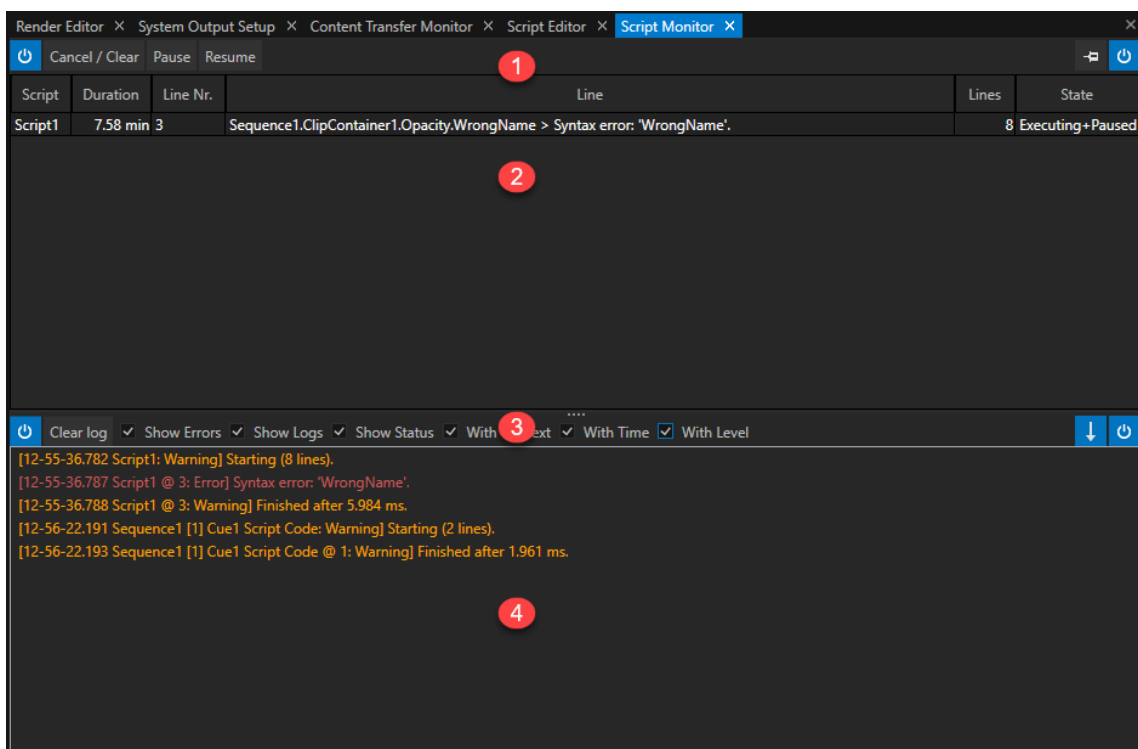 Render Editor × System Output Setup × Content Transfer Monitor × Script Editor × Script Monitor ×
Cancel / Clear Pause Resume
1
Script Duration Line Nr. Line Lines State
Script1 7.58 min 3 Sequence1.ClipContainer1.Opacity.WrongName > Syntax error: 'WrongName'. 8 Executing+Paused
2
Clear log Show Errors Show Logs Show Status With 3 With Time With Level
[12-55-36.782 Script1: Warning] Starting (8 lines).
[12-55-36.787 Script1 @ 3: Error] Syntax error: 'WrongName'.
[12-55-36.788 Script1 @ 3: Warning] Finished after 5.984 ms.
[12-56-22.191 Sequence1 [1] Cue1 Script Code: Warning] Starting (2 lines).
[12-56-22.193 Sequence1 [1] Cue1 Script Code @ 1: Warning] Finished after 1.961 ms.
4